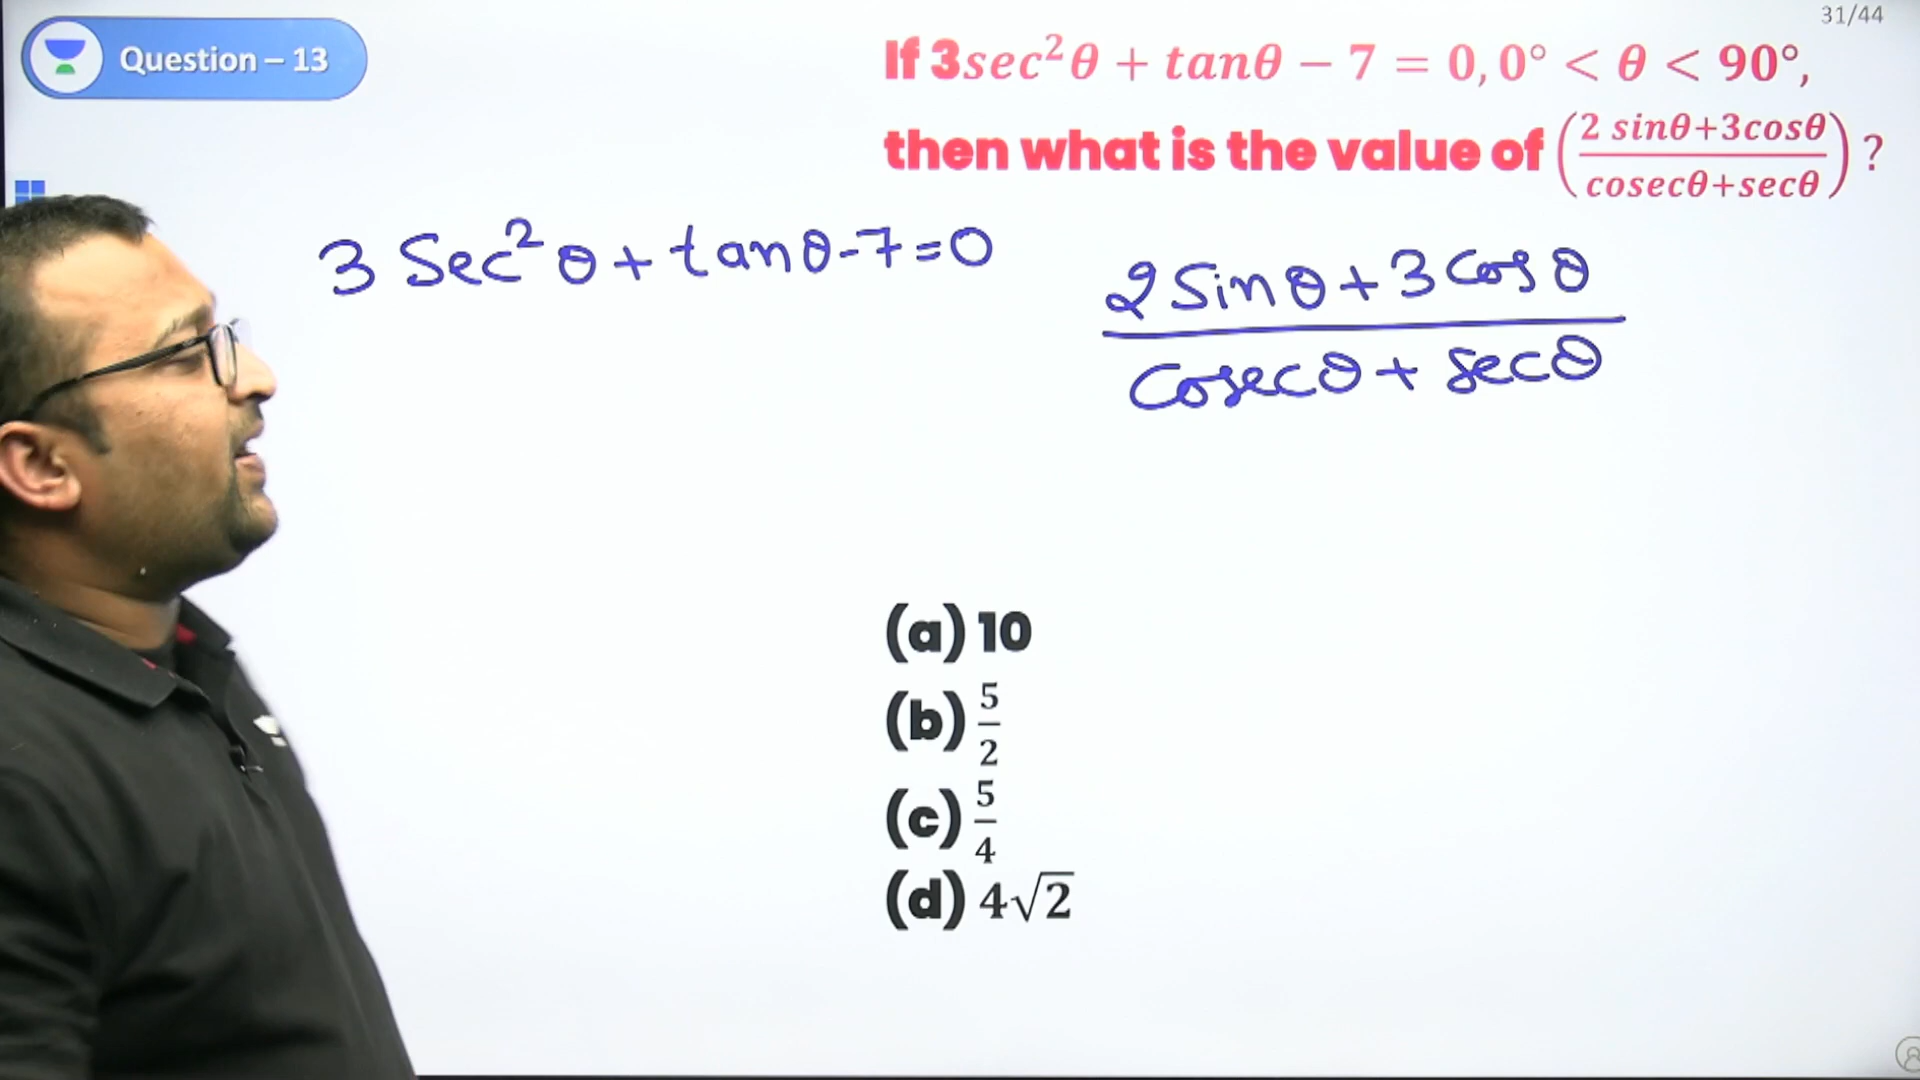 31/44
Question – 13
If 3sec²θ + tanθ − 7 = 0, 0° < θ < 90°,
then what is the value of (2 sinθ+3cosθ / cosecθ+secθ) ?
3 Sec²θ + tanθ-7=0
2 Sinθ + 3 Cosθ
Cosecθ + Secθ
(a) 10
(b) 5/2
(c) 5/4
(d) 4√2